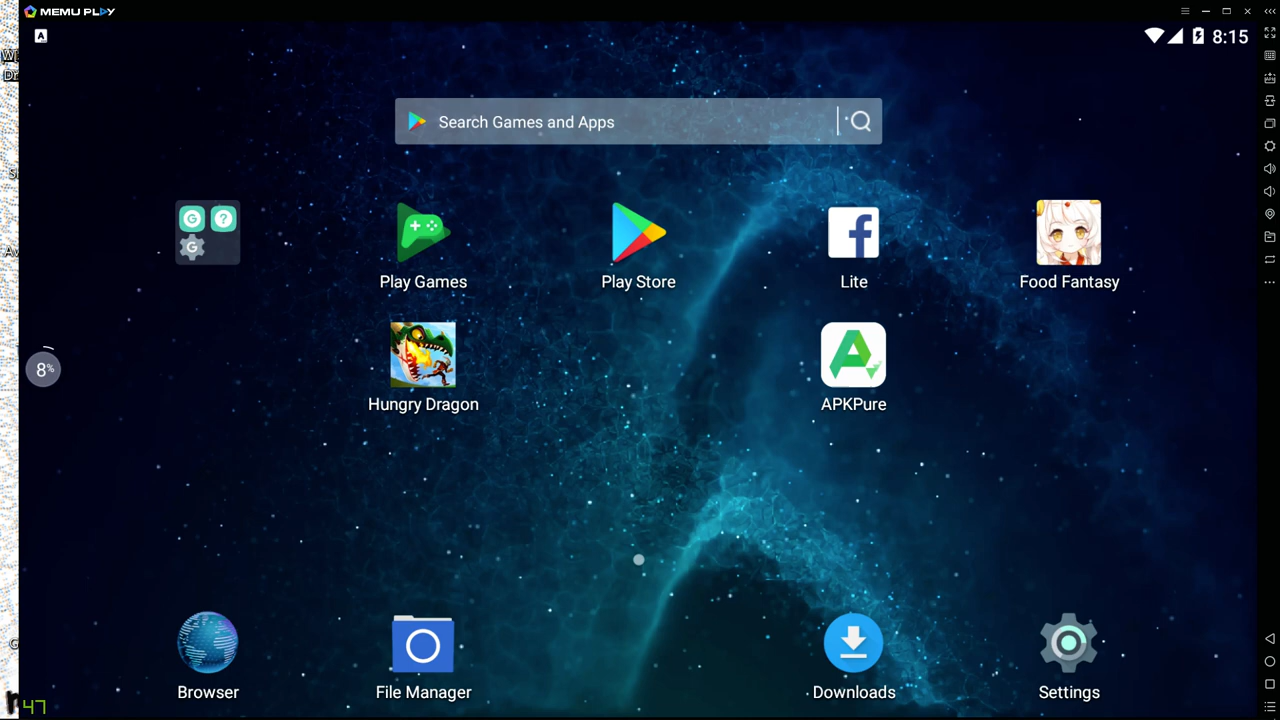 MEMU PLAY
A
8:15
Search Games and Apps
G ?
G
Play Games
Play Store
Lite
Food Fantasy
8%
Hungry Dragon
APKPure
Browser
File Manager
Downloads
Settings
47